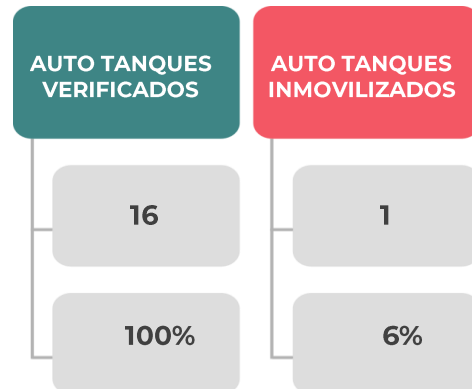 AUTO TANQUES
VERIFICADOS
16
100%
AUTO TANQUES
INMOVILIZADOS
1
6%